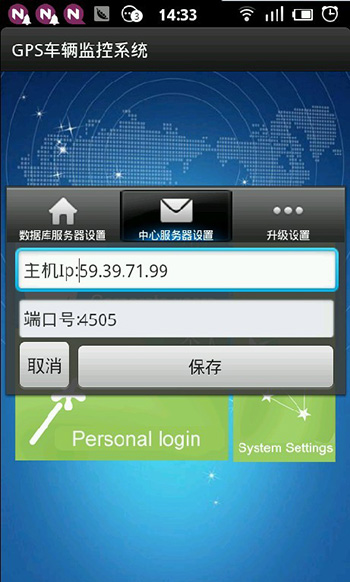 3 14:33
GPS车辆监控系统
数据库服务器设置 中心服务器设置 升级设置
主机Ip:59.39.71.99
端口号:4505
取消 保存
Personal login System Settings